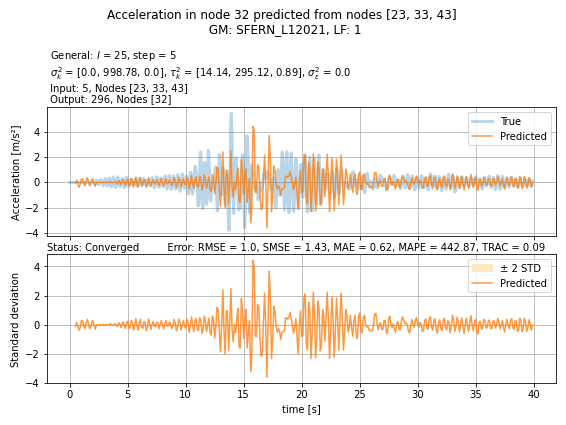 Acceleration in node 32 predicted from nodes [23, 33, 43]
GM: SFERN_L12021, LF: 1
General: l = 25, step = 5
σ²ₖ = [0.0, 998.78, 0.0], τ²ₖ = [14.14, 295.12, 0.89], σ²ε = 0.0
Input: 5, Nodes [23, 33, 43]
Output: 296, Nodes [32]
Acceleration [m/s²]
4
2
0
−2
−4
True
Predicted
Status: Converged Error: RMSE = 1.0, SMSE = 1.43, MAE = 0.62, MAPE = 442.87, TRAC = 0.09
Standard deviation
4
2
0
−2
−4
± 2 STD
Predicted
0 5 10 15 20 25 30 35 40
time [s]